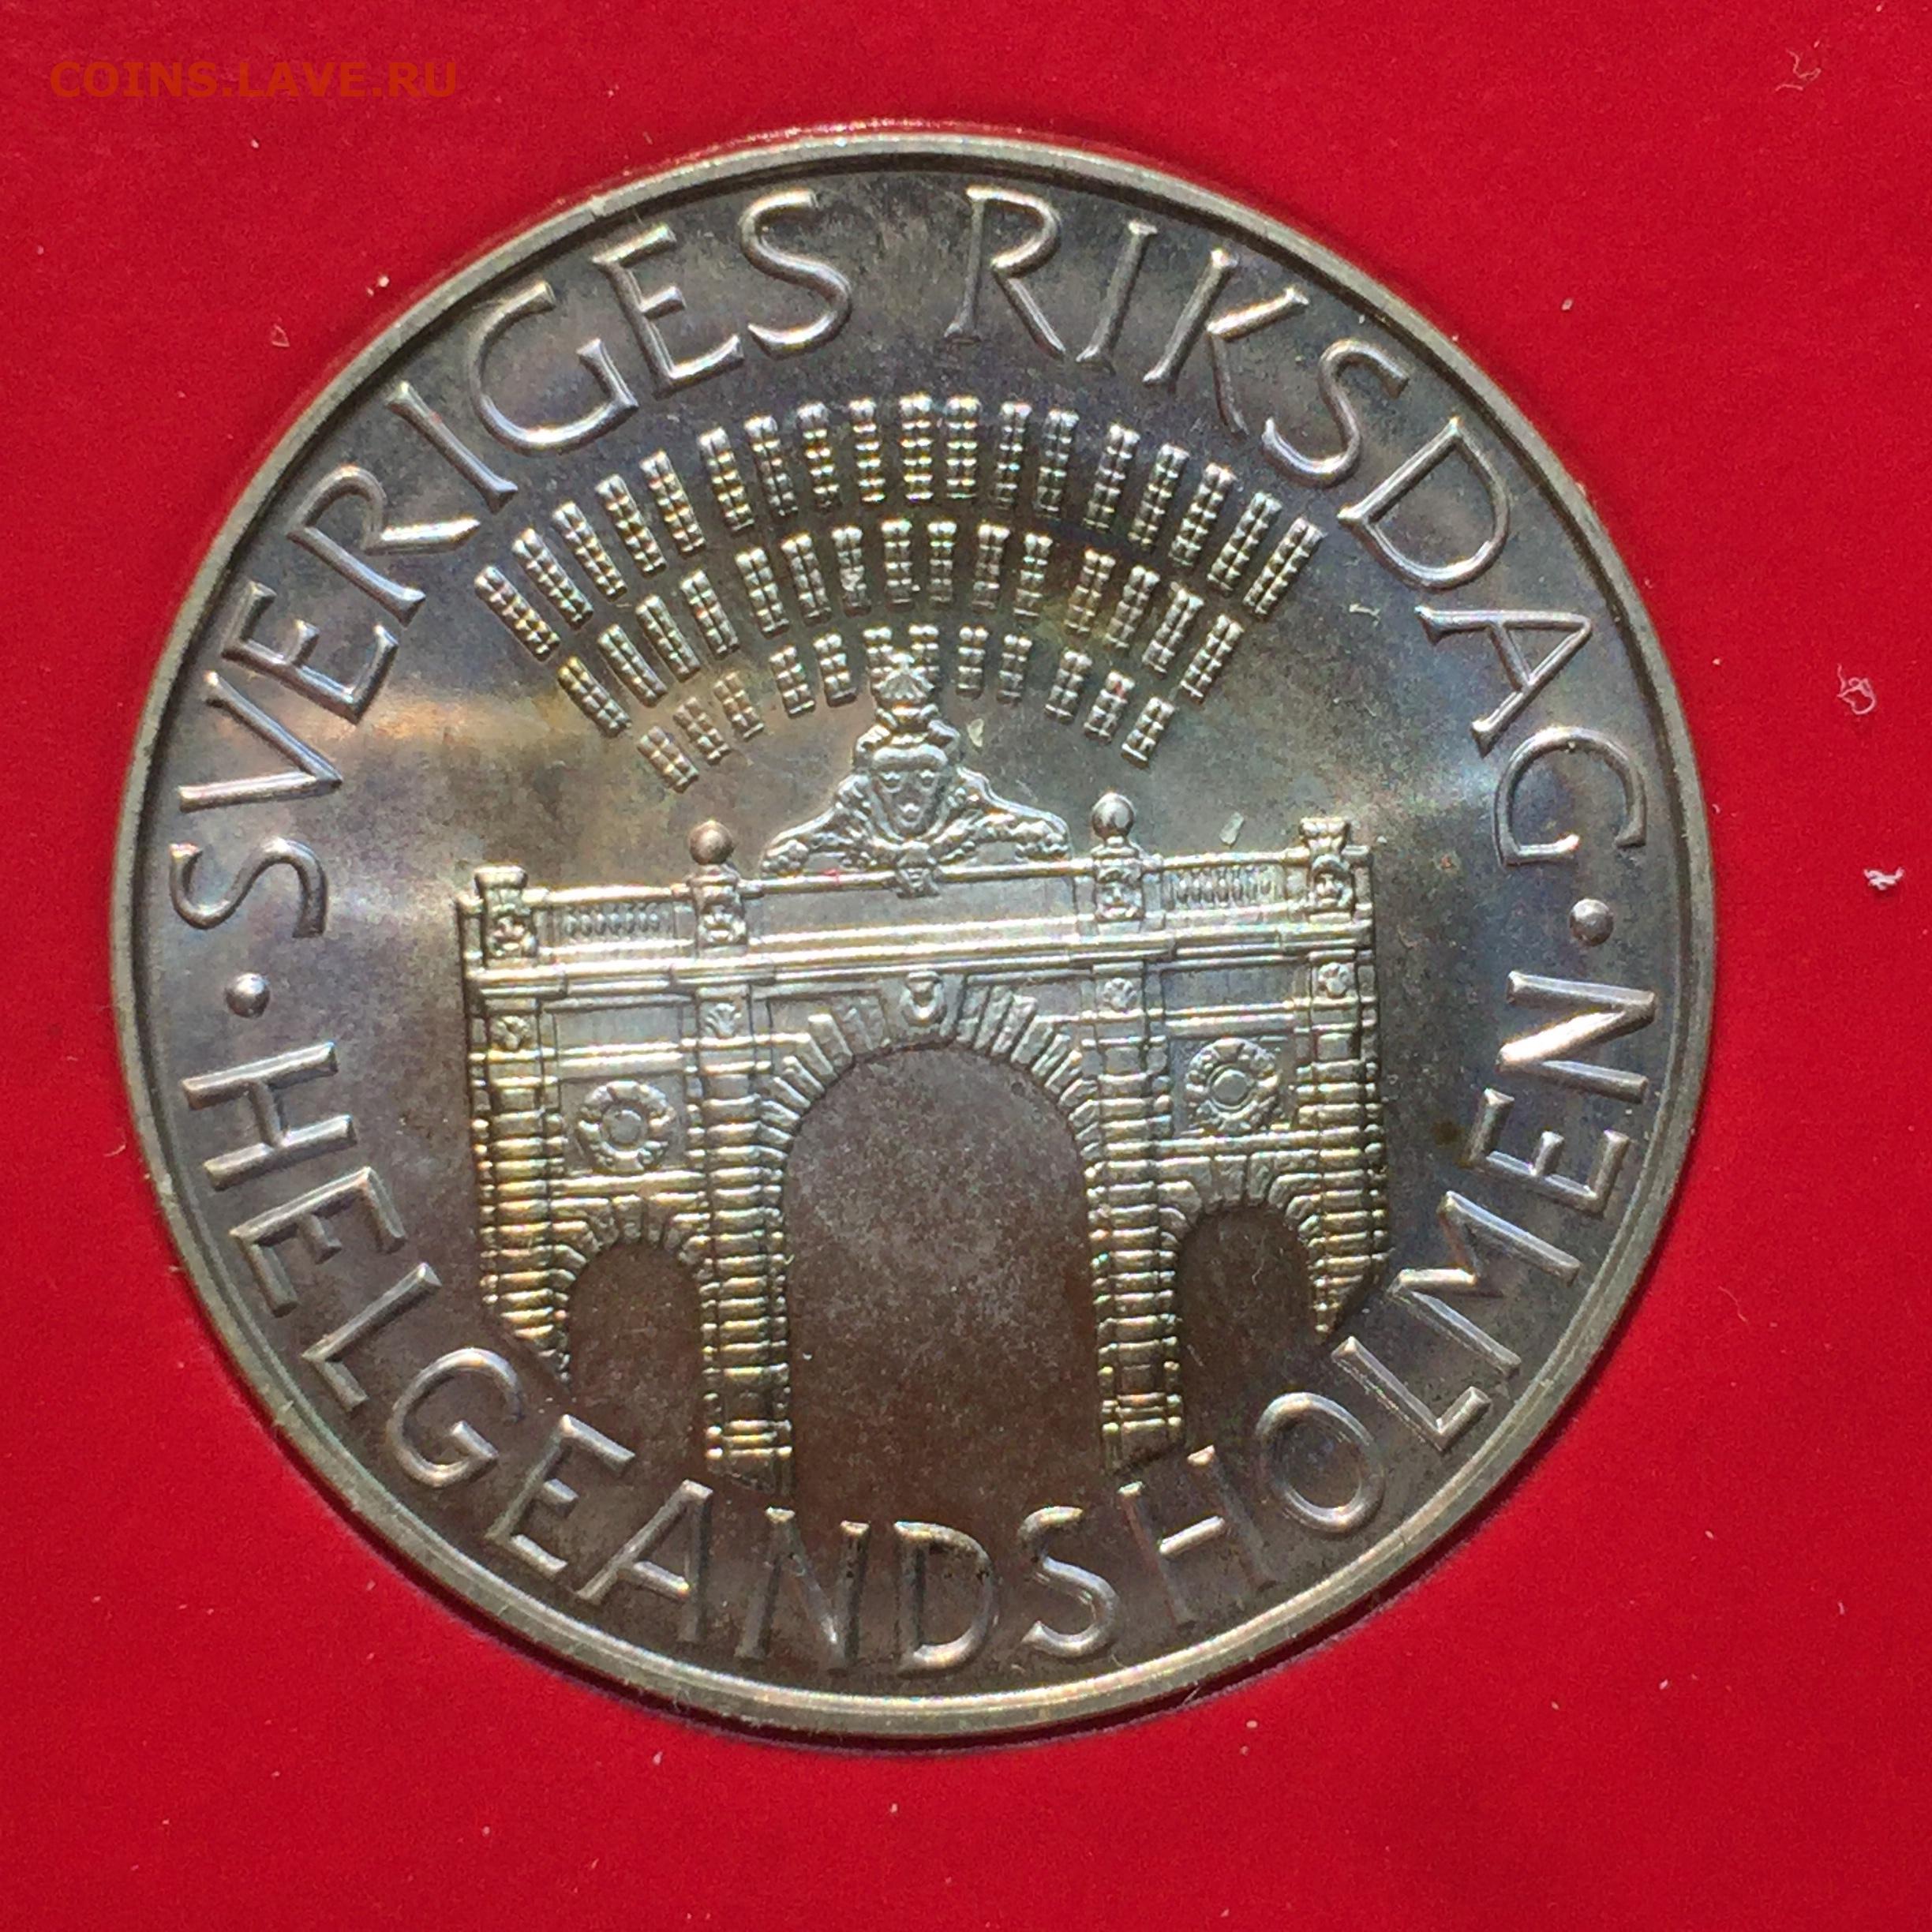 COINS.LAVE.RU
· SVERIGES RIKSDAG ·
HELGEANDSHOLMEN